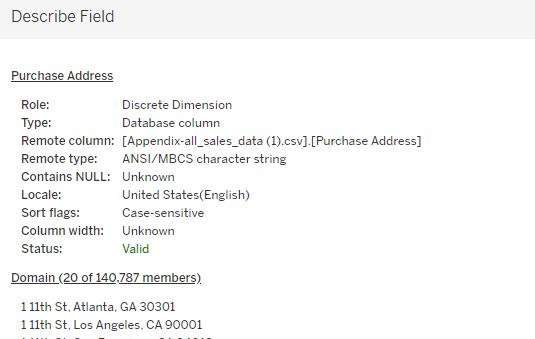 Describe Field
Purchase Address
Role: Discrete Dimension
Type: Database column
Remote column: [Appendix-all_sales_data (1).csv].[Purchase Address]
Remote type: ANSI/MBCS character string
Contains NULL: Unknown
Locale: United States(English)
Sort flags: Case-sensitive
Column width: Unknown
Status: Valid
Domain (20 of 140,787 members)
1 11th St, Atlanta, GA 30301
1 11th St, Los Angeles, CA 90001